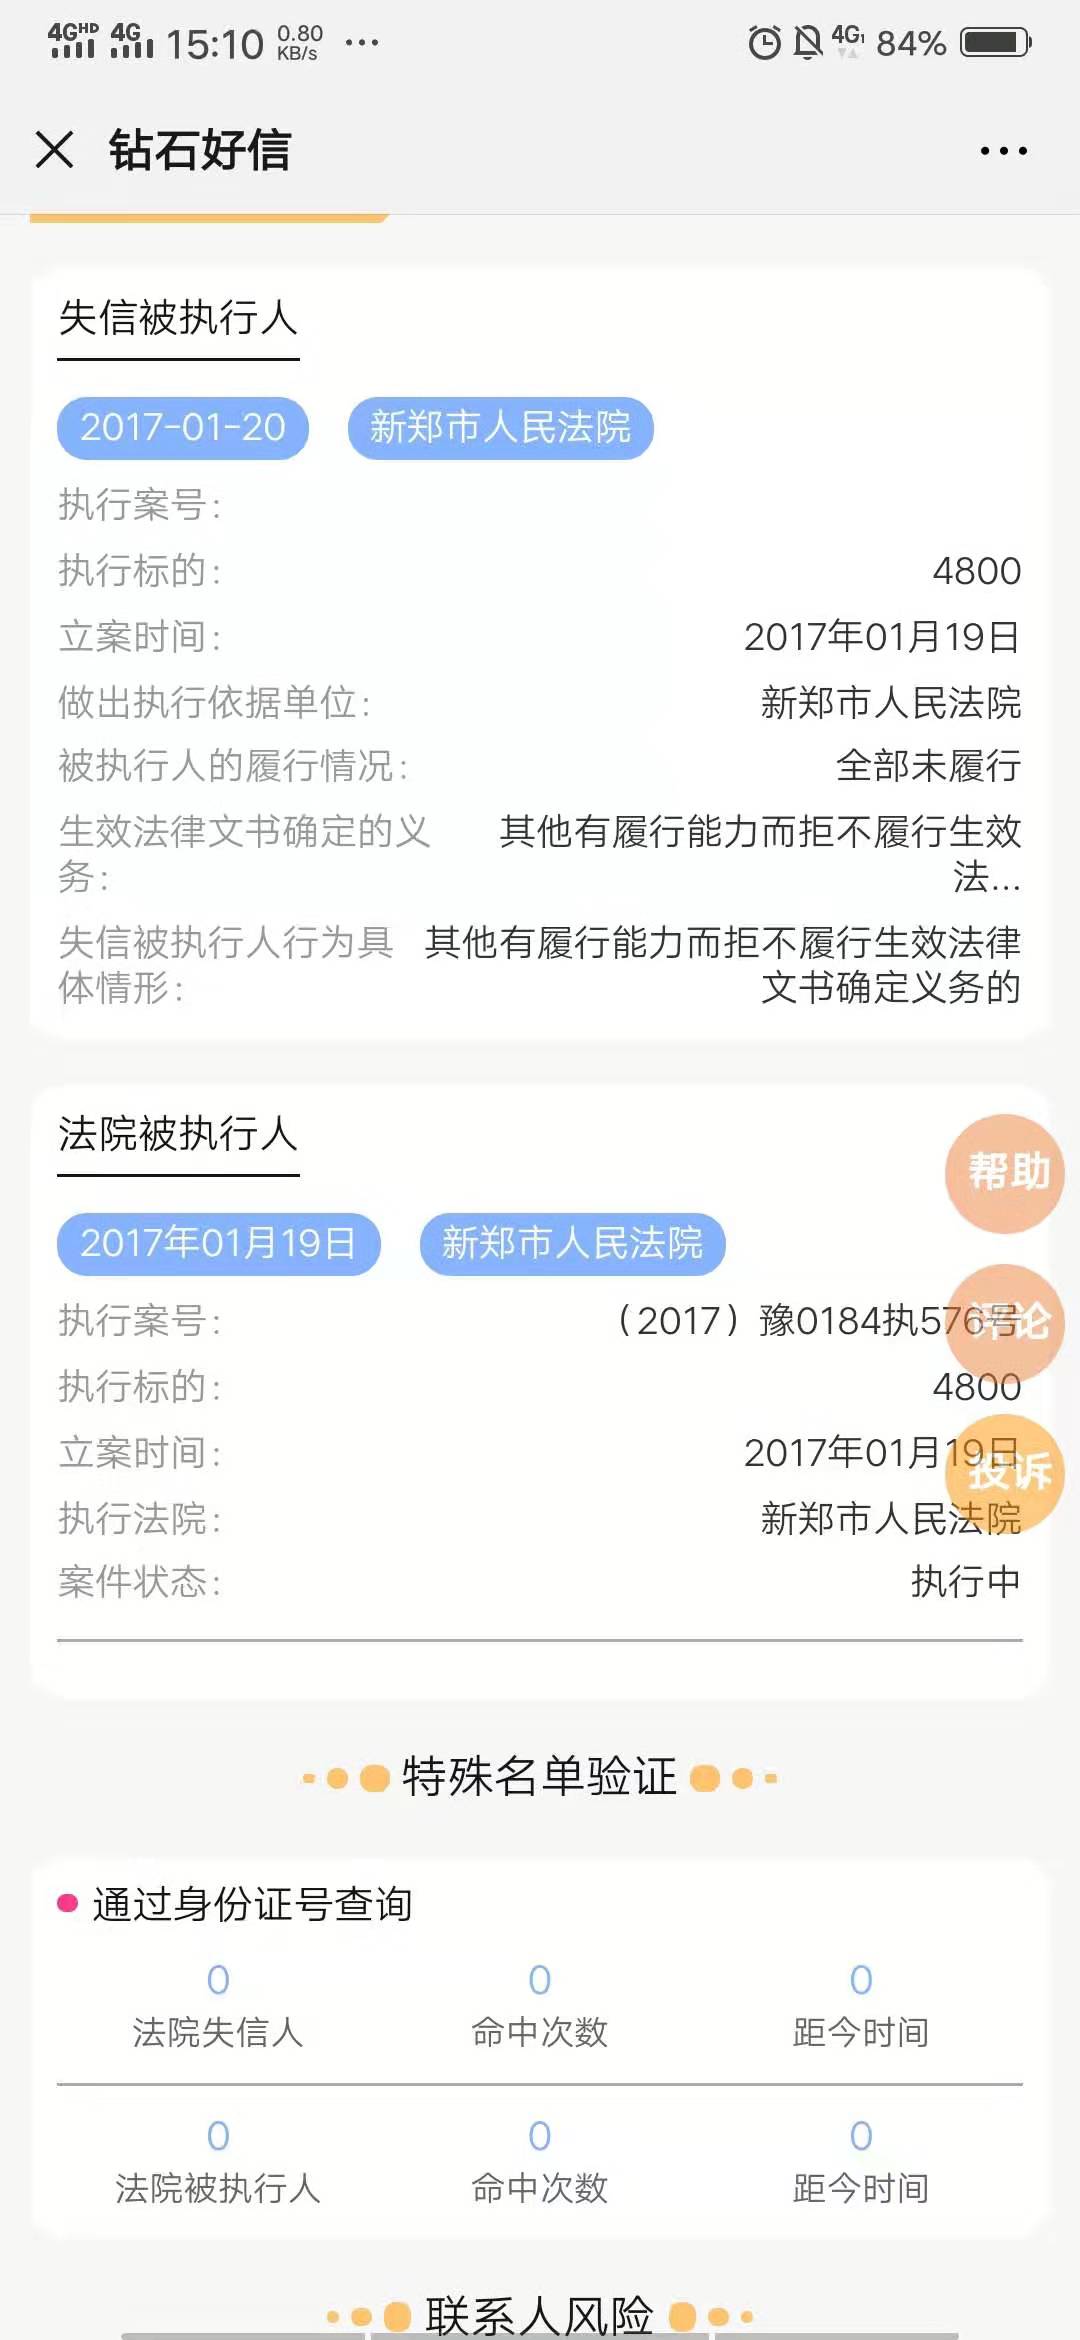 4GHD 4G 15:10 0.80 KB/s ... 4G 84%
钻石好信
失信被执行人
2017-01-20 新郑市人民法院
执行案号:
执行标的: 4800
立案时间: 2017年01月19日
做出执行依据单位: 新郑市人民法院
被执行人的履行情况: 全部未履行
生效法律文书确定的义 其他有履行能力而拒不履行生效
务: 法...
失信被执行人行为具 其他有履行能力而拒不履行生效法律
体情形: 文书确定义务的
法院被执行人
帮助
2017年01月19日 新郑市人民法院
执行案号: （2017）豫0184执576号
评论
执行标的: 4800
立案时间: 2017年01月19日
投诉
执行法院: 新郑市人民法院
案件状态: 执行中
特殊名单验证
通过身份证号查询
0 0 0
法院失信人 命中次数 距今时间
0 0 0
法院被执行人 命中次数 距今时间
联系人风险